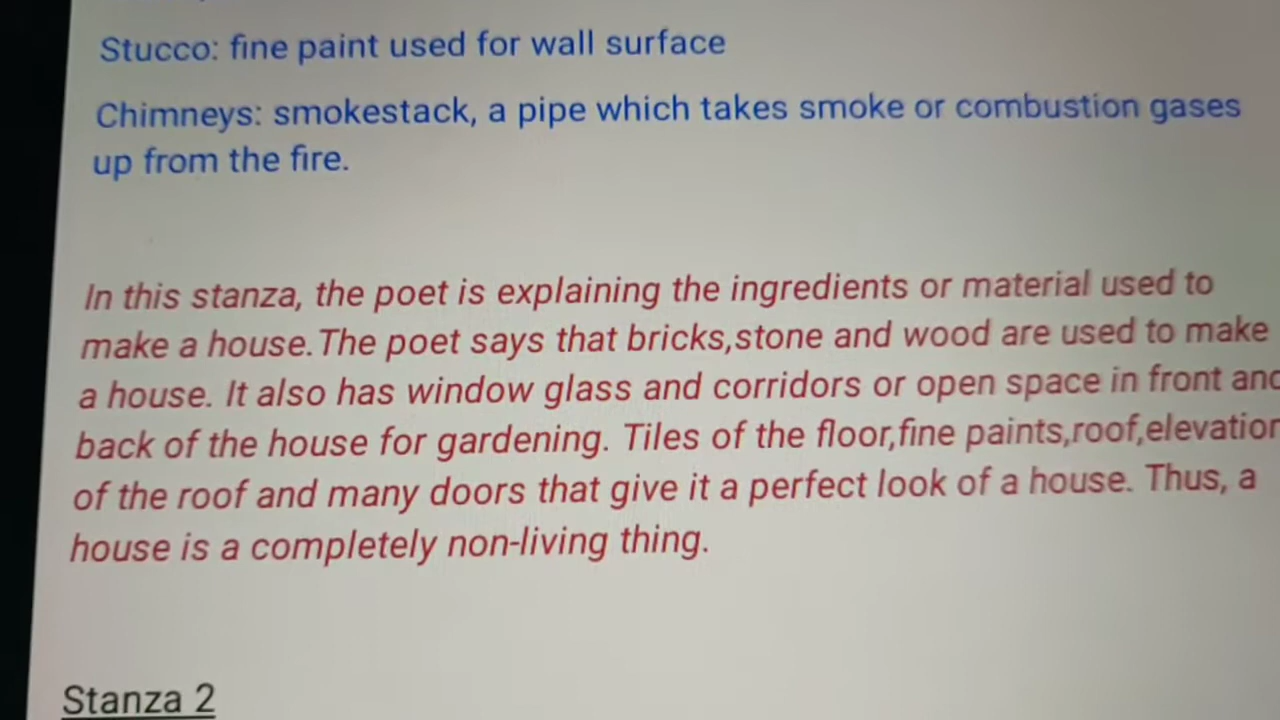 Stucco: fine paint used for wall surface
Chimneys: smokestack, a pipe which takes smoke or combustion gases
up from the fire.
In this stanza, the poet is explaining the ingredients or material used to
make a house.The poet says that bricks,stone and wood are used to make
a house. It also has window glass and corridors or open space in front and
back of the house for gardening. Tiles of the floor,fine paints,roof,elevation
of the roof and many doors that give it a perfect look of a house. Thus, a
house is a completely non-living thing.
Stanza 2